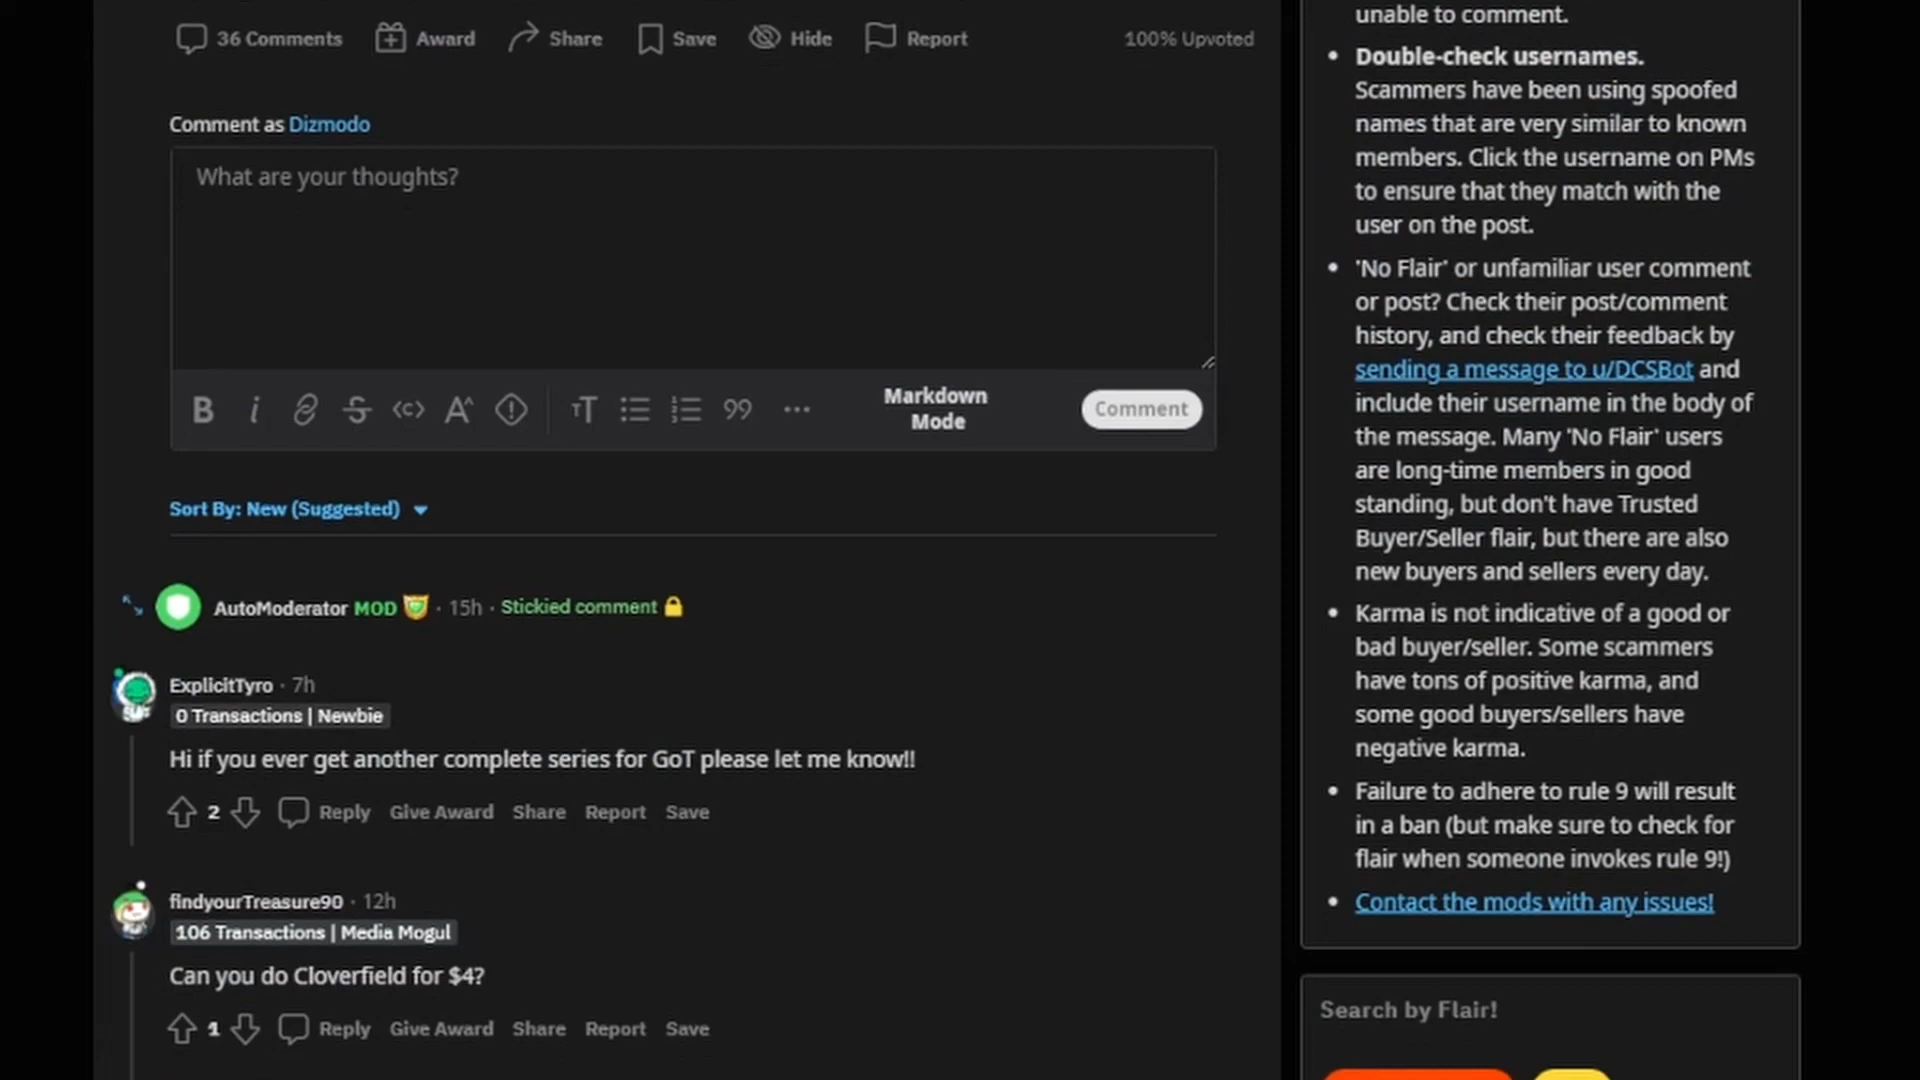 36 Comments Award Share Save Hide Report 100% Upvoted
Comment as Dizmodo
What are your thoughts?
B i <c> A^ TT 99 ... Markdown Mode Comment
Sort By: New (Suggested)
AutoModerator MOD · 15h · Stickied comment
ExplicitTyro · 7h
0 Transactions | Newbie
Hi if you ever get another complete series for GoT please let me know!!
2 Reply Give Award Share Report Save
findyourTreasure90 · 12h
106 Transactions | Media Mogul
Can you do Cloverfield for $4?
1 Reply Give Award Share Report Save
unable to comment.
• Double-check usernames.
Scammers have been using spoofed
names that are very similar to known
members. Click the username on PMs
to ensure that they match with the
user on the post.
• 'No Flair' or unfamiliar user comment
or post? Check their post/comment
history, and check their feedback by
sending a message to u/DCSBot and
include their username in the body of
the message. Many 'No Flair' users
are long-time members in good
standing, but don't have Trusted
Buyer/Seller flair, but there are also
new buyers and sellers every day.
• Karma is not indicative of a good or
bad buyer/seller. Some scammers
have tons of positive karma, and
some good buyers/sellers have
negative karma.
• Failure to adhere to rule 9 will result
in a ban (but make sure to check for
flair when someone invokes rule 9!)
• Contact the mods with any issues!
Search by Flair!